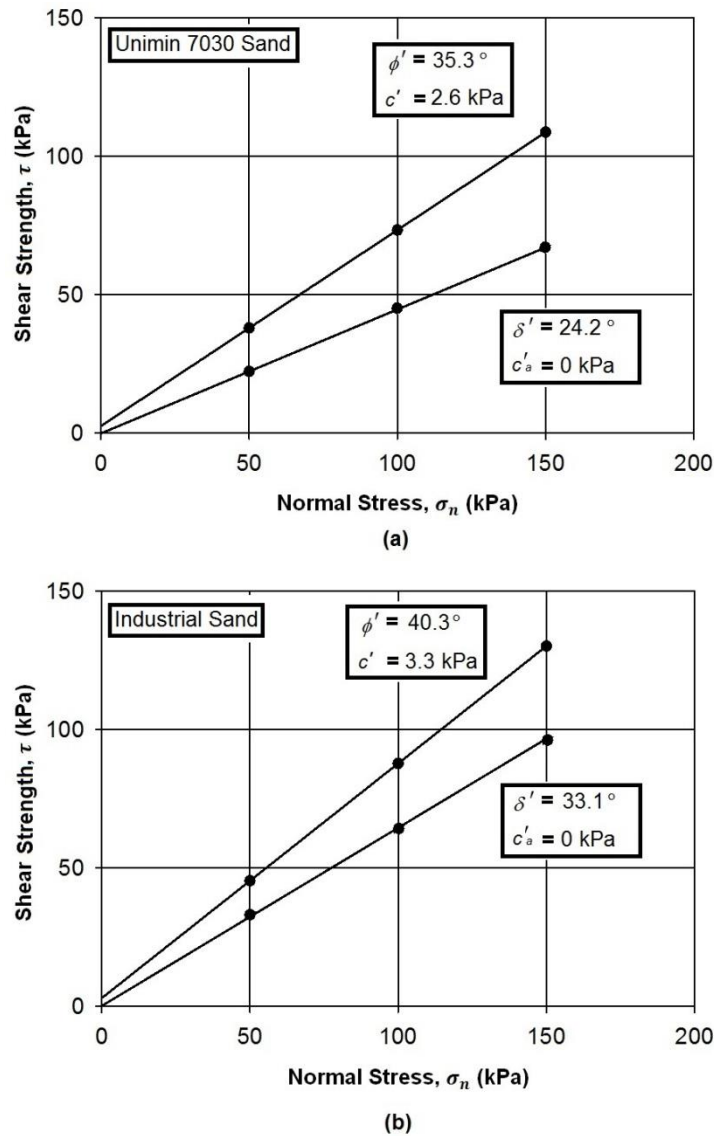 150
Unimin 7030 Sand
ϕ′ = 35.3°
c′ = 2.6 kPa
100
Shear Strength, τ (kPa)
50
δ′ = 24.2°
c′ₐ = 0 kPa
0
0 50 100 150 200
Normal Stress, σₙ (kPa)
(a)
150
Industrial Sand
ϕ′ = 40.3°
c′ = 3.3 kPa
100
Shear Strength, τ (kPa)
δ′ = 33.1°
c′ₐ = 0 kPa
50
0
0 50 100 150 200
Normal Stress, σₙ (kPa)
(b)